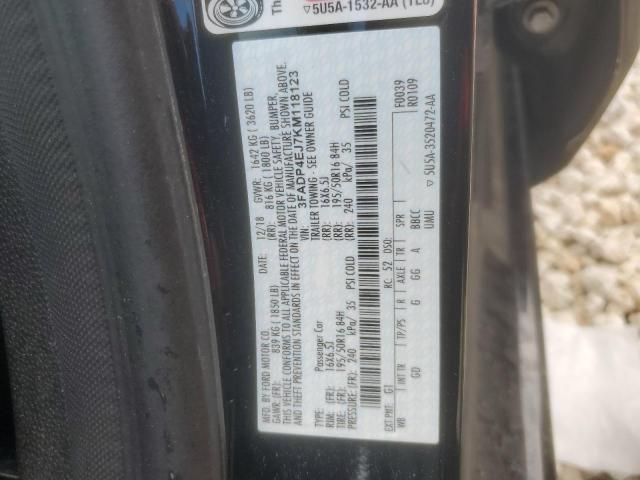 Th
▽5U5A-1532-AA (TEU)
MFD. BY FORD MOTOR CO.
DATE: 12/18 GVWR: 1642 KG ( 3620 LB)
GAWR: (FR): 839 KG ( 1850 LB) (RR): 816 KG ( 1800 LB)
THIS VEHICLE CONFORMS TO ALL APPLICABLE FEDERAL MOTOR VEHICLE SAFETY, BUMPER,
AND THEFT PREVENTION STANDARDS IN EFFECT ON THE DATE OF MANUFACTURE SHOWN ABOVE.
VIN: 3FADP4EJ7KM118123
TYPE: Passenger Car TRAILER TOWING - SEE OWNER GUIDE
RIM: (FR): 16X6.5J (RR): 16X6.5J
TIRE: (FR): 195/50R16 84H (RR): 195/50R16 84H
PRESSURE: (FR): 240 kPa/ 35 PSI COLD (RR): 240 kPa/ 35 PSI COLD
EXT PNT: G1 RC: 52 DSO: F0039
WB INT TR TP/PS R AXLE TR SPR R0109
GD G GG A BBCC
UMU
▽5U5A-3520472-AA